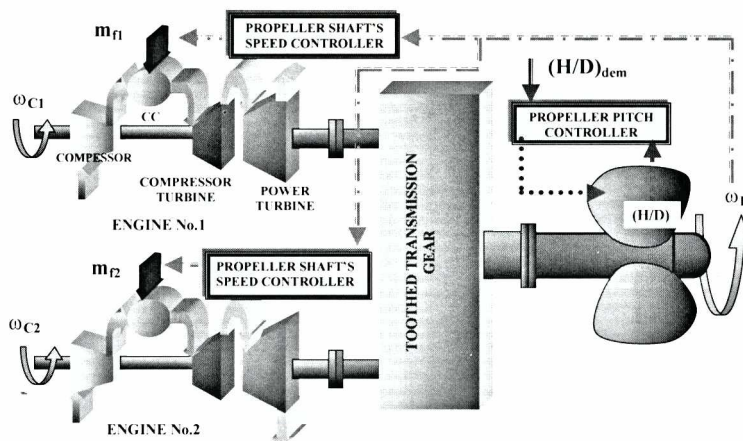 m_f1
PROPELLER SHAFT'S
SPEED CONTROLLER
(H/D)_dem
ω_C1
CC
PROPELLER PITCH
CONTROLLER
COMPESSOR
COMPRESSOR
TURBINE
POWER
TURBINE
(H/D)
ENGINE No.1
TOOTHED TRANSMISSION
GEAR
m_f2
PROPELLER SHAFT'S
SPEED CONTROLLER
ω_C2
ENGINE No.2